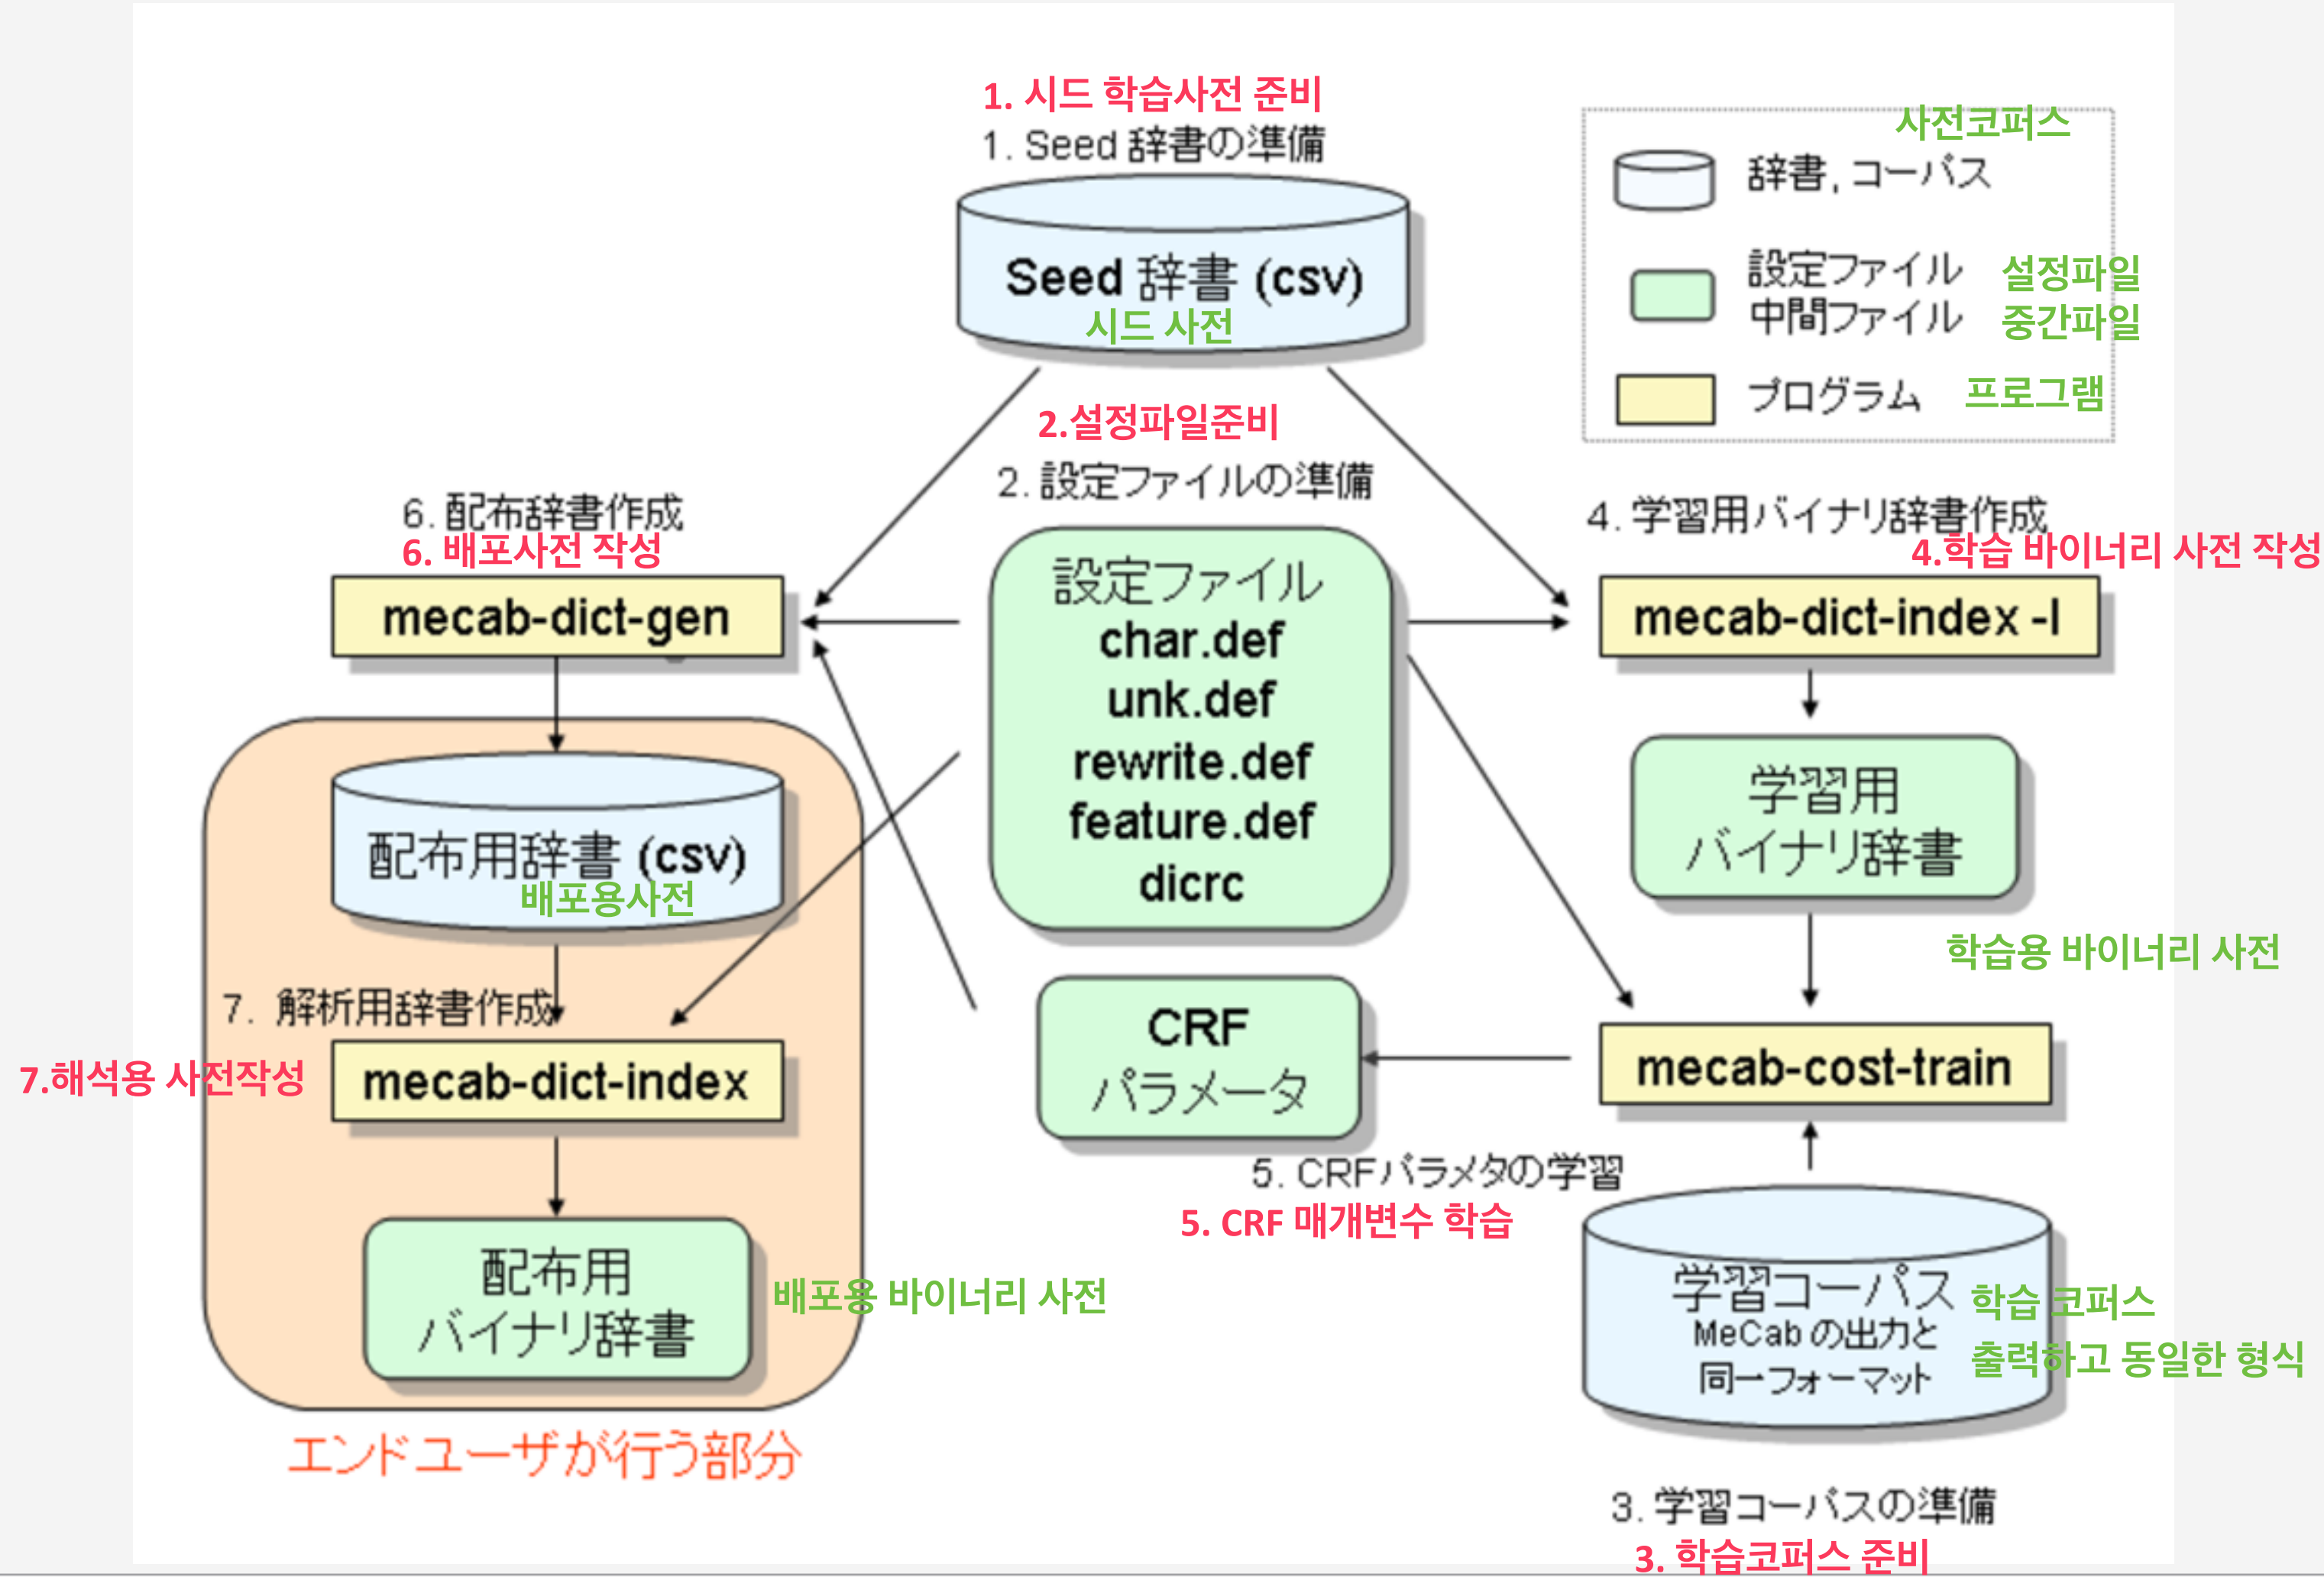 1. 시드 학습사전 준비
1. Seed 辞書の準備
Seed 辞書 (csv)
시드 사전
사전코퍼스
辞書, コーパス
設定ファイル 설정파일
中間ファイル 중간파일
プログラム 프로그램
2.설정파일준비
2. 設定ファイルの準備
設定ファイル
char.def
unk.def
rewrite.def
feature.def
dicrc
6. 配布辞書作成
6. 배포사전 작성
mecab-dict-gen
4. 学習用バイナリ辞書作成
4.학습 바이너리 사전 작성
mecab-dict-index -l
学習用
バイナリ辞書
학습용 바이너리 사전
配布用辞書 (csv)
배포용사전
7. 解析用辞書作成
7.해석용 사전작성
mecab-dict-index
CRF
パラメータ
mecab-cost-train
5. CRFパラメタの学習
5. CRF 매개변수 학습
配布用
バイナリ辞書
배포용 바이너리 사전
学習コーパス 학습 코퍼스
MeCab の出力と
同一フォーマット
출력하고 동일한 형식
エンドユーザが行う部分
3. 学習コーパスの準備
3. 학습코퍼스 준비